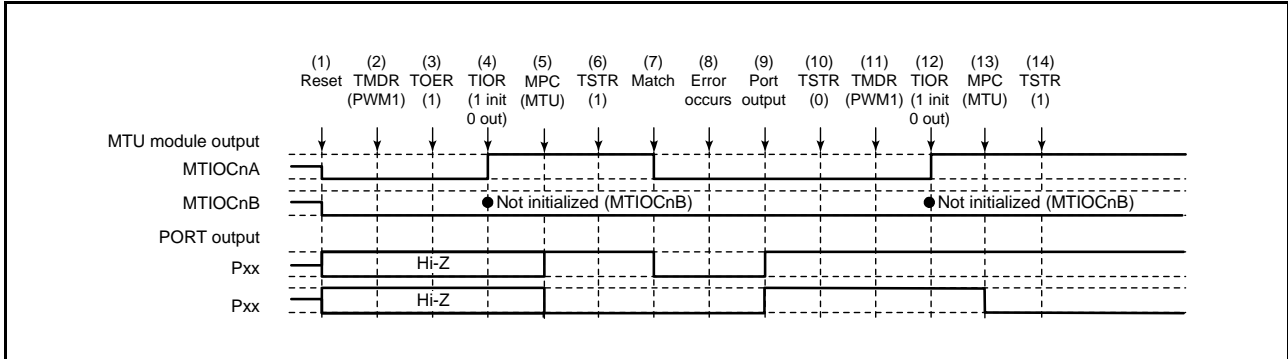 (1) (2) (3) (4) (5) (6) (7) (8) (9) (10) (11) (12) (13) (14)
Reset TMDR TOER TIOR MPC TSTR Match Error Port TSTR TMDR TIOR MPC TSTR
(PWM1) (1) (1 init (MTU) (1) occurs output (0) (PWM1) (1 init (MTU) (1)
0 out) 0 out)
MTU module output
MTIOCnA
MTIOCnB Not initialized (MTIOCnB) Not initialized (MTIOCnB)
PORT output
Pxx Hi-Z
Pxx Hi-Z